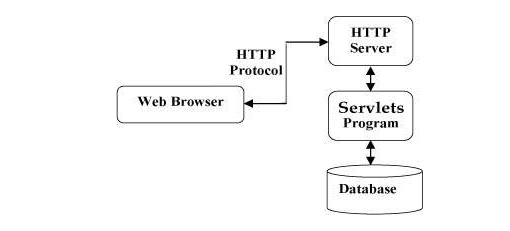 HTTP
Server
HTTP
Protocol
Web Browser
Servlets
Program
Database